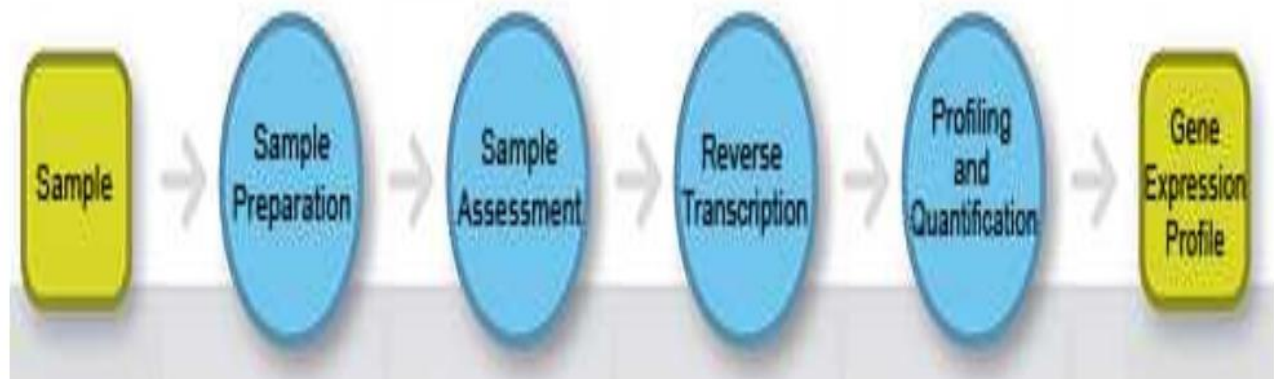 Sample
Sample
Preparation
Sample
Assessment
Reverse
Transcription
Profiling
and
Quantification
Gene
Expression
Profile